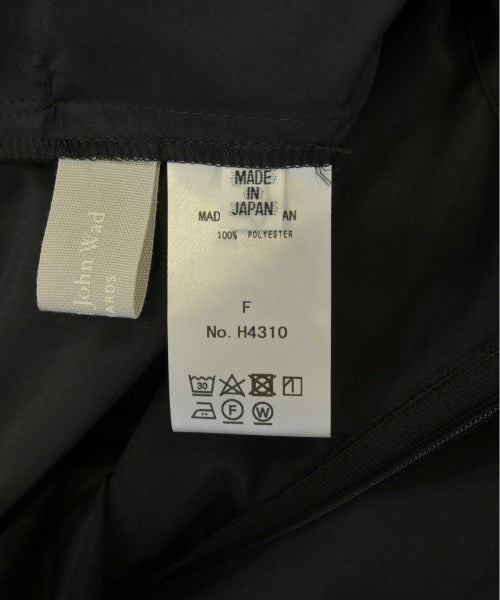 John Wad
ARDS
MADE
IN
JAPAN
MAD AN
100% POLYESTER
F
No. H4310
30
F W